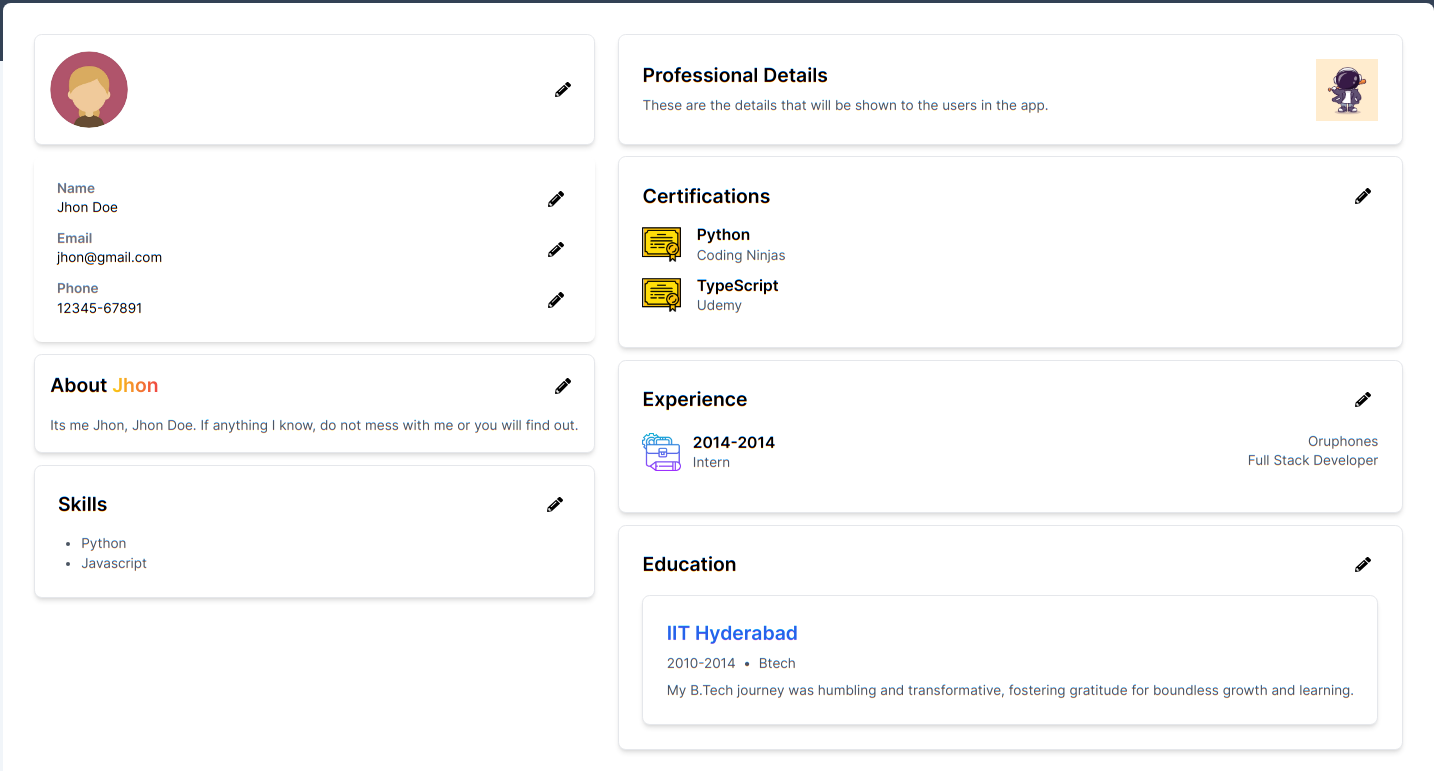 Name
Jhon Doe
Email
jhon@gmail.com
Phone
12345-67891
About Jhon
Its me Jhon, Jhon Doe. If anything I know, do not mess with me or you will find out.
Skills
• Python
• Javascript
Professional Details
These are the details that will be shown to the users in the app.
Certifications
Python
Coding Ninjas
TypeScript
Udemy
Experience
2014-2014
Intern
Oruphones
Full Stack Developer
Education
IIT Hyderabad
2010-2014 • Btech
My B.Tech journey was humbling and transformative, fostering gratitude for boundless growth and learning.